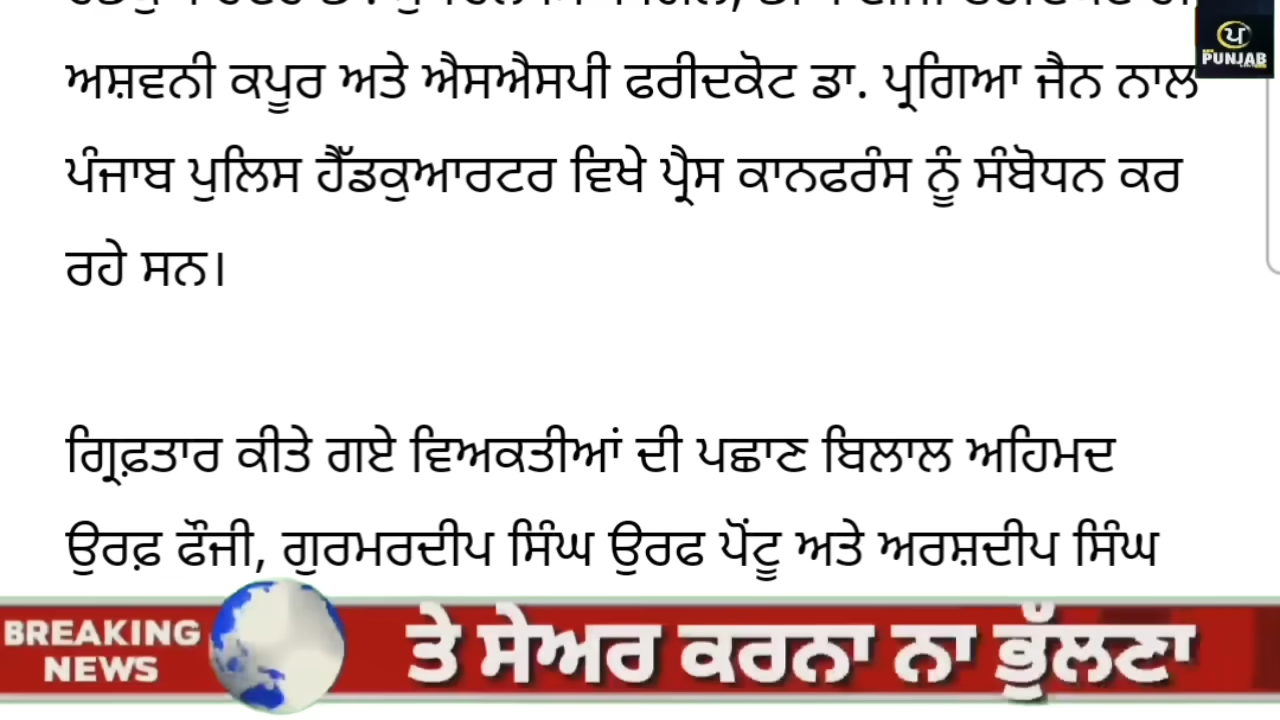 ਅਸ਼ਵਨੀ ਕਪੂਰ ਅਤੇ ਐਸਐਸਪੀ ਫਰੀਦਕੋਟ ਡਾ. ਪ੍ਰਗਿਆ ਜੈਨ ਨਾਲ
ਪੰਜਾਬ ਪੁਲਿਸ ਹੈੱਡਕੁਆਰਟਰ ਵਿਖੇ ਪ੍ਰੈਸ ਕਾਨਫਰੰਸ ਨੂੰ ਸੰਬੋਧਨ ਕਰ
ਰਹੇ ਸਨ।
ਗ੍ਰਿਫ਼ਤਾਰ ਕੀਤੇ ਗਏ ਵਿਅਕਤੀਆਂ ਦੀ ਪਛਾਣ ਬਿਲਾਲ ਅਹਿਮਦ
ਉਰਫ਼ ਫੌਜੀ, ਗੁਰਮਰਦੀਪ ਸਿੰਘ ਉਰਫ ਪੋਂਟੂ ਅਤੇ ਅਰਸ਼ਦੀਪ ਸਿੰਘ
ਪ
PUNJAB
BREAKING
NEWS
ਤੇ ਸੇਅਰ ਕਰਨਾ ਨਾ ਭੁੱਲਣਾ